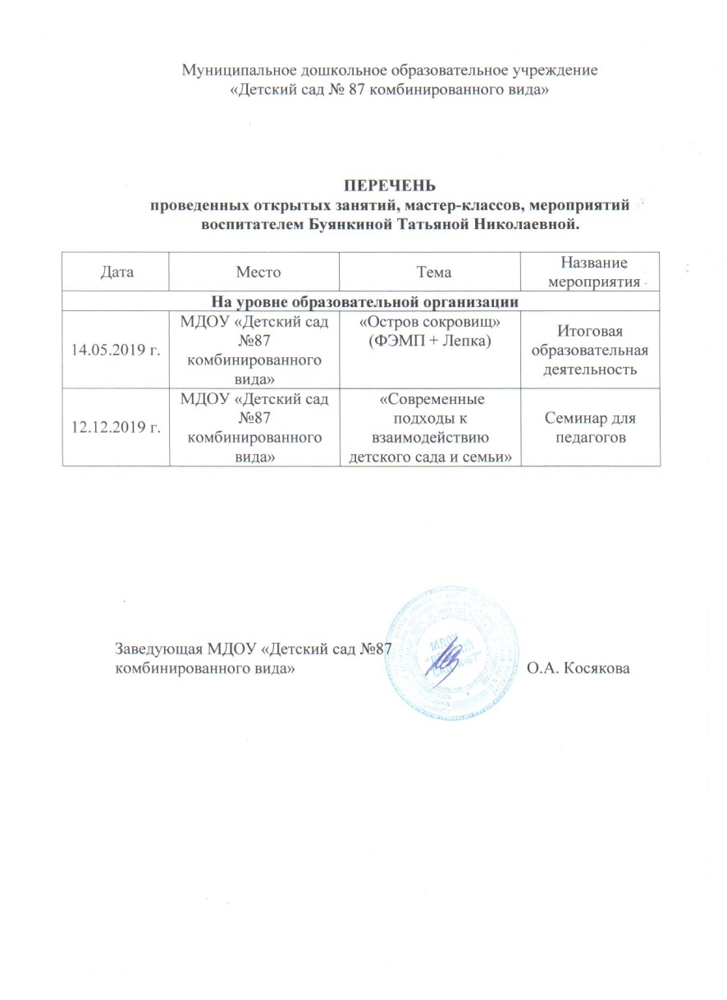 Муниципальное дошкольное образовательное учреждение
«Детский сад № 87 комбинированного вида»
ПЕРЕЧЕНЬ
проведенных открытых занятий, мастер-классов, мероприятий
воспитателем Буянкиной Татьяной Николаевной.
Дата
Место
Тема
Название
мероприятия
На уровне образовательной организации
14.05.2019 г.
МДОУ «Детский сад
№87
комбинированного
вида»
«Остров сокровищ»
(ФЭМП + Лепка)
Итоговая
образовательная
деятельность
12.12.2019 г.
МДОУ «Детский сад
№87
комбинированного
вида»
«Современные
подходы к
взаимодействию
детского сада и семьи»
Семинар для
педагогов
Заведующая МДОУ «Детский сад №87
комбинированного вида»
О.А. Косякова
МДОУ
"ДЕТСКИЙ
САД №87"